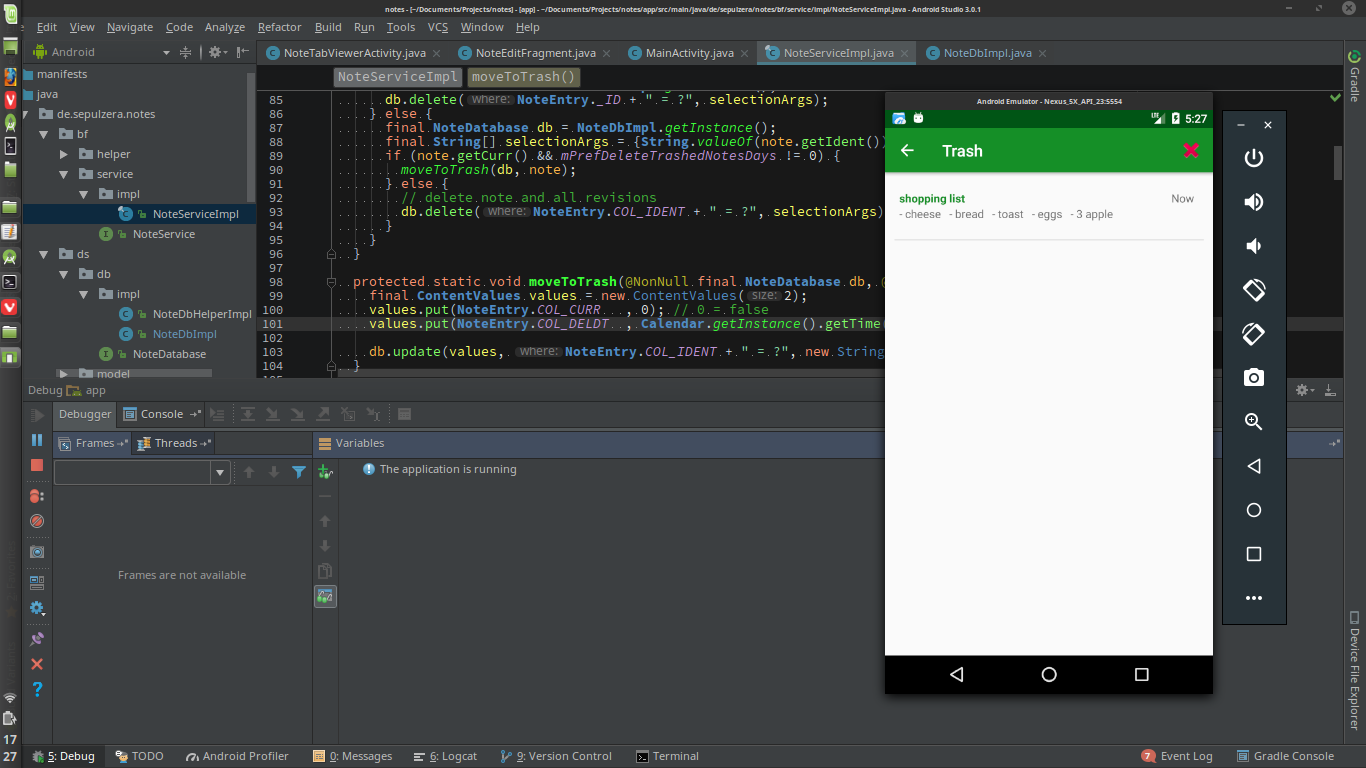 notes - [~/Documents/Projects/notes] - [app] - ~/Documents/Projects/notes/app/src/main/java/de/sepulzera/notes/bf/service/impl/NoteServiceImpl.java - Android Studio 3.0.1
Edit View Navigate Code Analyze Refactor Build Run Tools VCS Window Help
Android
NoteTabViewerActivity.java NoteEditFragment.java MainActivity.java NoteServiceImpl.java NoteDbImpl.java
manifests
java
de.sepulzera.notes
bf
helper
service
impl
NoteServiceImpl
NoteService
ds
db
impl
NoteDbHelperImpl
NoteDbImpl
NoteDatabase
model
NoteServiceImpl moveToTrash()
85 db.delete( where: NoteEntry._ID + " = ?", selectionArgs);
86 } else {
87 final NoteDatabase db = NoteDbImpl.getInstance();
88 final String[] selectionArgs = {String.valueOf(note.getIdent())
89 if (note.getCurr() && mPrefDeleteTrashedNotesDays != 0) {
90 moveToTrash(db, note);
91 } else {
92 // delete note and all revisions
93 db.delete( where: NoteEntry.COL_IDENT + " = ?", selectionArgs)
94 }
95 }
96 }
97
98 protected static void moveToTrash(@NonNull final NoteDatabase db, @
99 final ContentValues values = new ContentValues( size: 2);
100 values.put(NoteEntry.COL_CURR , 0); // 0 = false
101 values.put(NoteEntry.COL_DELDT , Calendar.getInstance().getTime(
102
103 db.update(values, where: NoteEntry.COL_IDENT + " = ?", new String
104 }
Android Emulator - Nexus_5X_API_23:5554
LTE 5:27
Trash
shopping list Now
- cheese - bread - toast - eggs - 3 apple
Gradle
Device File Explorer
Debug app
Debugger Console
Frames Threads Variables
The application is running
Frames are not available
17
27
5: Debug TODO Android Profiler 0: Messages 6: Logcat 9: Version Control Terminal 7 Event Log Gradle Console